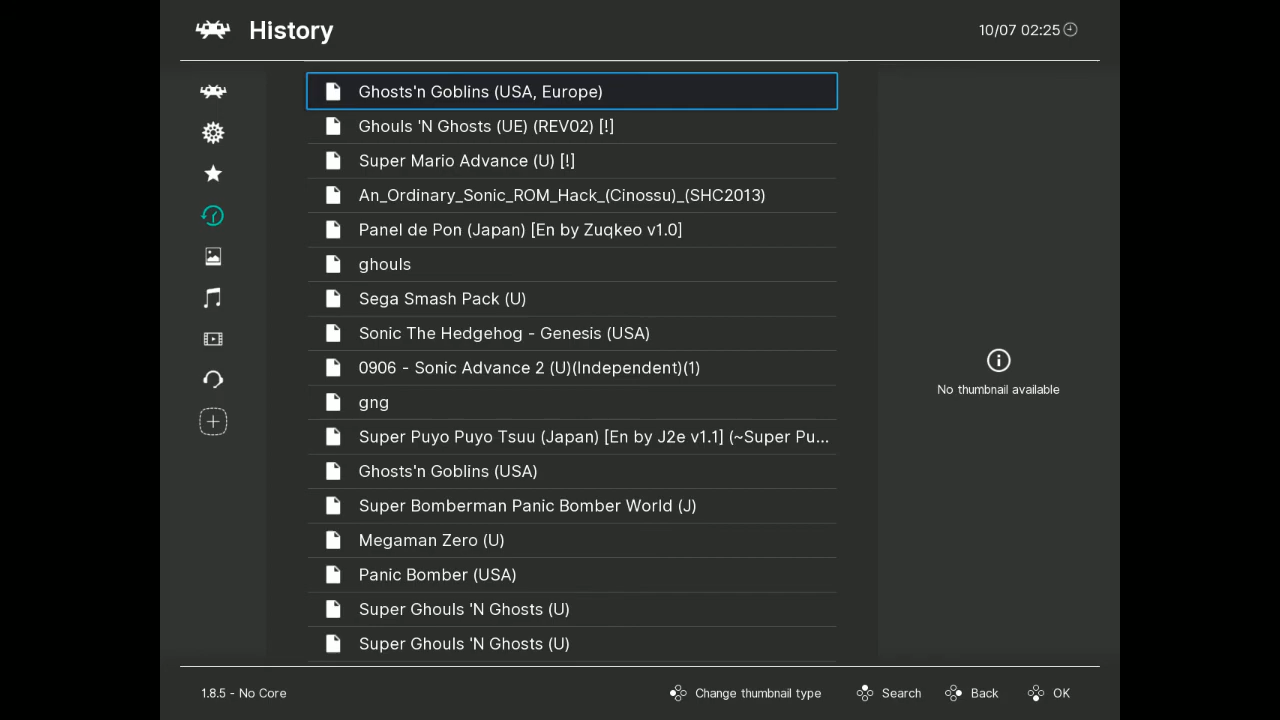 History
10/07 02:25
Ghosts'n Goblins (USA, Europe)
Ghouls 'N Ghosts (UE) (REV02) [!]
Super Mario Advance (U) [!]
An_Ordinary_Sonic_ROM_Hack_(Cinossu)_(SHC2013)
Panel de Pon (Japan) [En by Zuqkeo v1.0]
ghouls
Sega Smash Pack (U)
Sonic The Hedgehog - Genesis (USA)
0906 - Sonic Advance 2 (U)(Independent)(1)
gng
Super Puyo Puyo Tsuu (Japan) [En by J2e v1.1] (~Super Pu...
Ghosts'n Goblins (USA)
Super Bomberman Panic Bomber World (J)
Megaman Zero (U)
Panic Bomber (USA)
Super Ghouls 'N Ghosts (U)
Super Ghouls 'N Ghosts (U)
No thumbnail available
1.8.5 - No Core
Change thumbnail type
Search
Back
OK